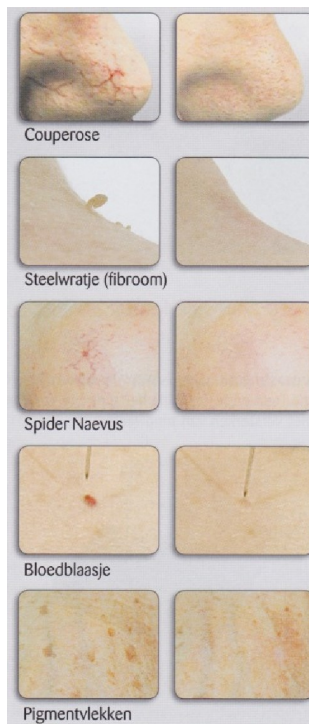 Couperose
Steelwratje (fibroom)
Spider Naevus
Bloedblaasje
Pigmentvlekken